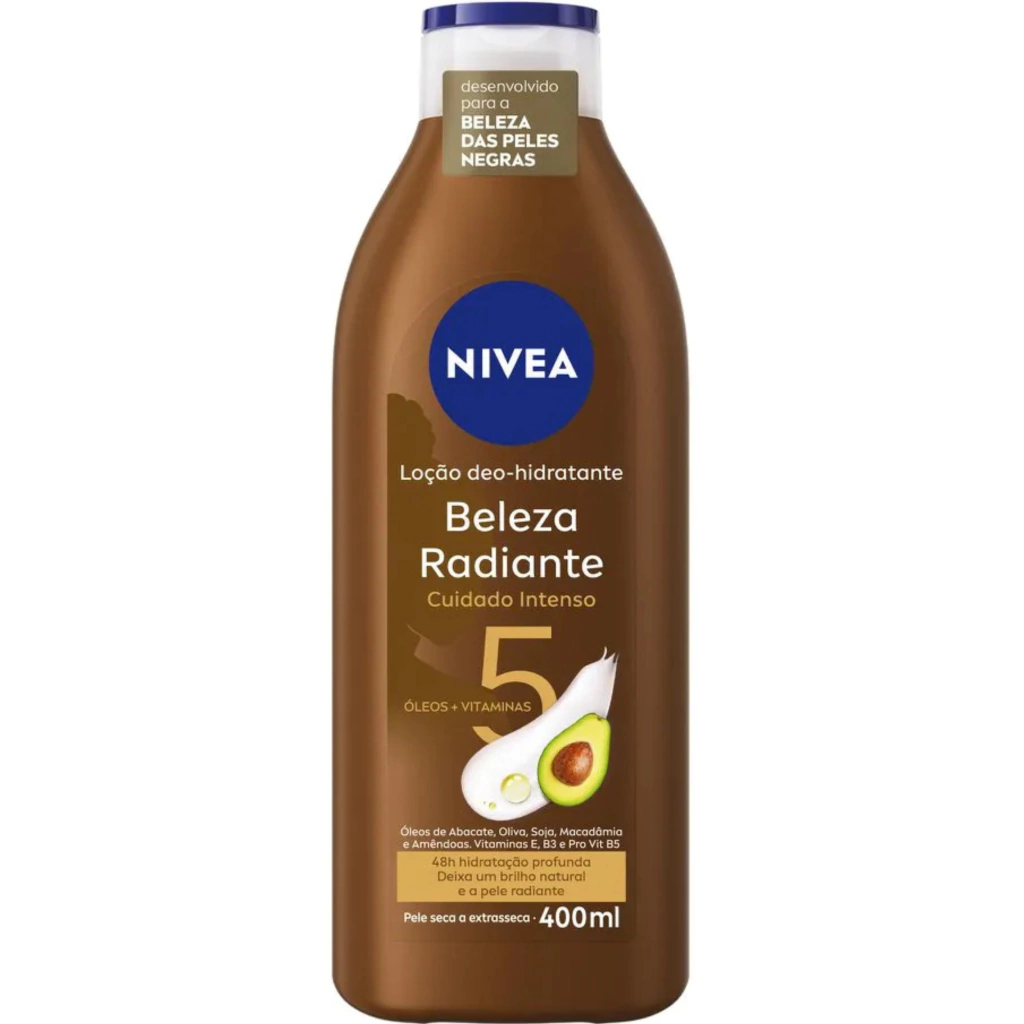 desenvolvido
para a
BELEZA
DAS PELES
NEGRAS
NIVEA
Loção deo-hidratante
Beleza
Radiante
Cuidado Intenso
5
ÓLEOS + VITAMINAS
Óleos de Abacate, Oliva, Soja, Macadâmia
e Amêndoas. Vitaminas E, B3 e Pro Vit B5
48h hidratação profunda
Deixa um brilho natural
e a pele radiante
Pele seca a extrasseca · 400ml